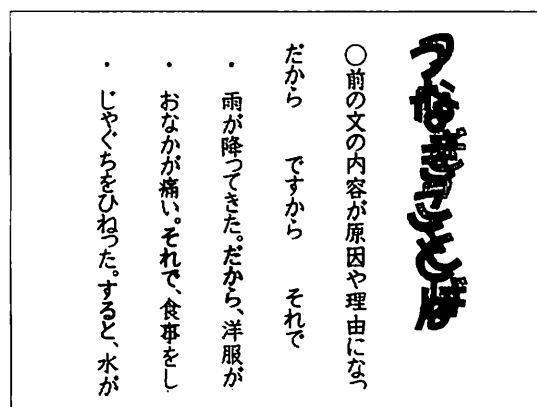 つなぎことば
○前の文の内容が原因や理由になっ
だから　ですから　それで
・雨が降ってきた。だから、洋服が
・おなかが痛い。それで、食事をし
・じゃぐちをひねった。すると、水が